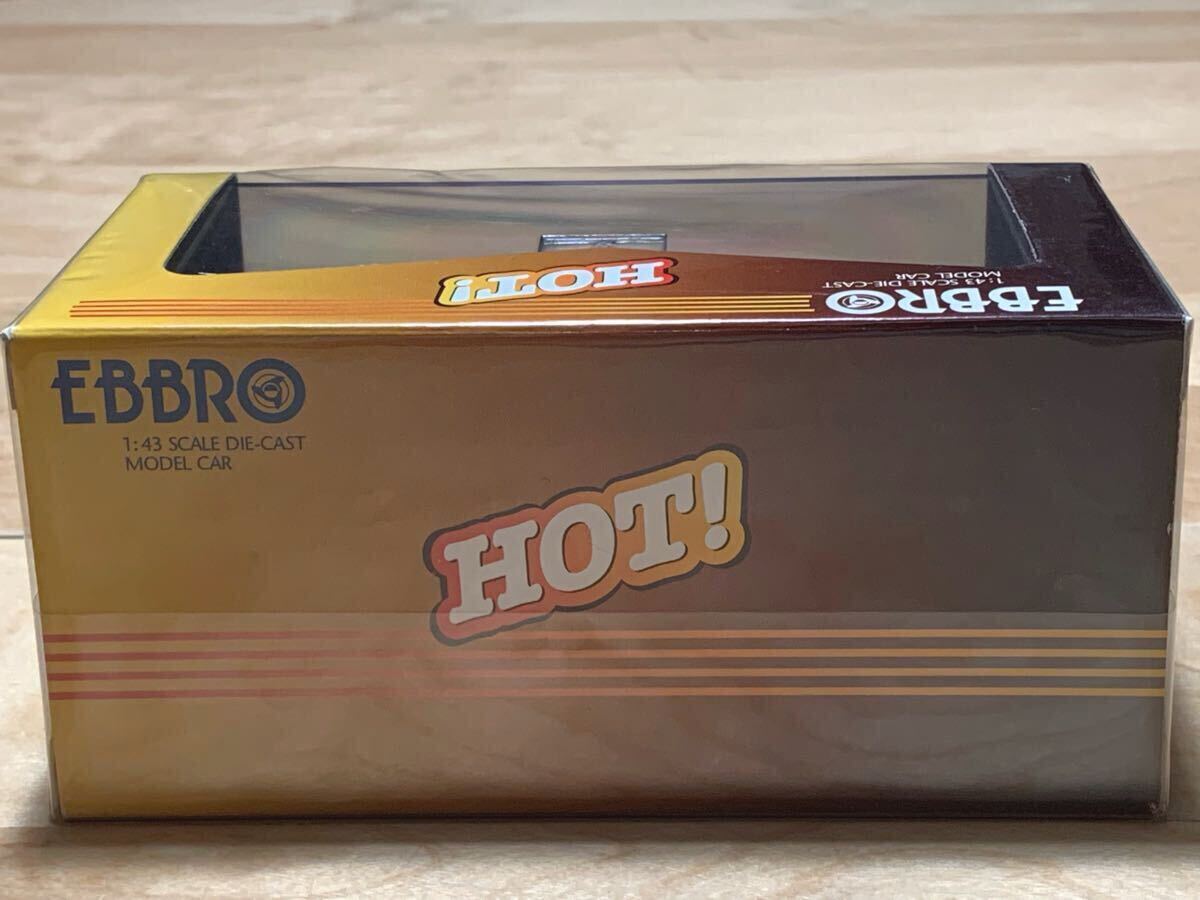 HOT!
EBBRO
1:43 SCALE DIE-CAST
MODEL CAR
EBBRO
1:43 SCALE DIE-CAST
MODEL CAR
HOT!